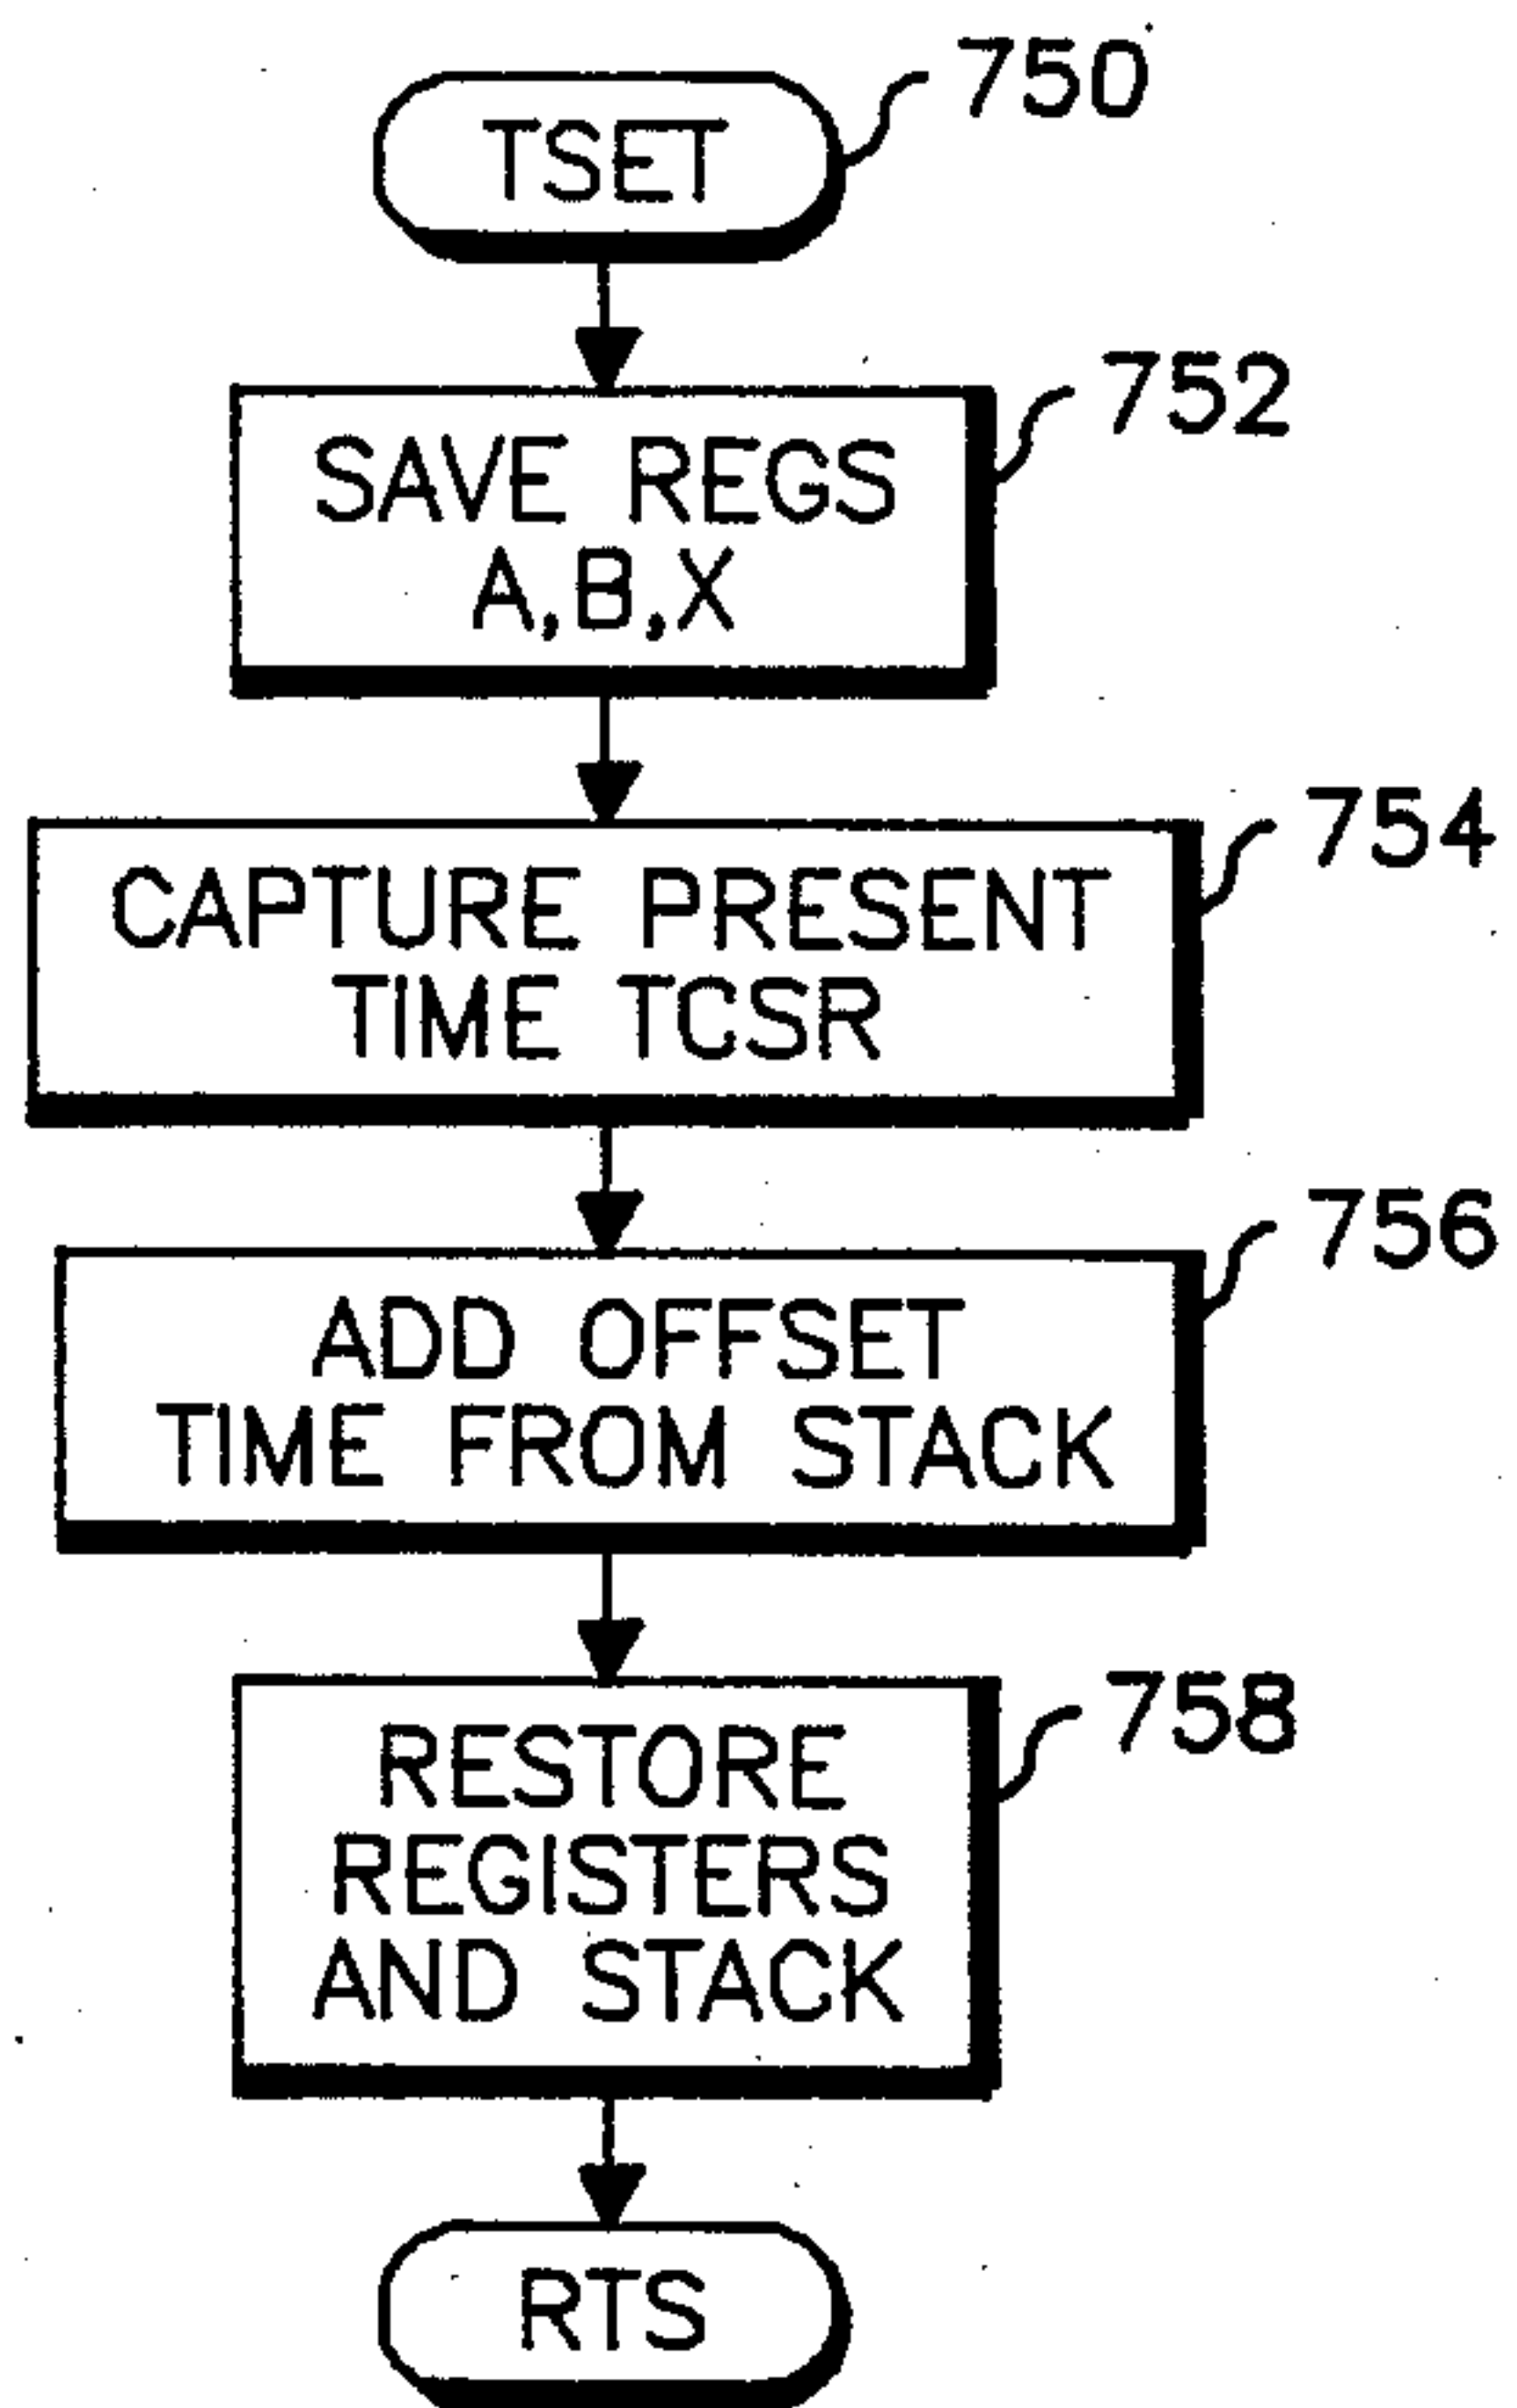 750
TSET
752
SAVE REGS
A,B,X
754
CAPTURE PRESENT
TIME TCSR
756
ADD OFFSET
TIME FROM STACK
758
RESTORE
REGISTERS
AND STACK
RTS